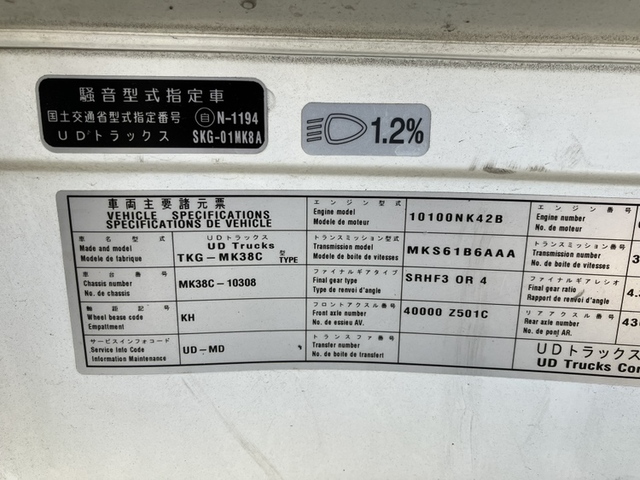 騒音型式指定車
国土交通省型式指定番号 自 N-1194
UDトラックス SKG-01MK8A
1.2%
車両主要諸元票
VEHICLE SPECIFICATIONS
SPECIFICATIONS DE VEHICLE
車名型式
Made and model
Modele de fabrique
UDトラックス
UD Trucks
TKG-MK38C 型 TYPE
車台番号
Chassis number
No. de chassis
MK38C-10308
軸距記号
Wheel bease code
Empattment
KH
サービスインフォコード
Service Info Code
Information Maintenance
UD-MD
エンジン型式
Engine model
Modele de moteur
10100NK42B
トランスミッション型式
Transmission model
Modele de boite de vitesses
MKS61B6AAA
ファイナルギアタイプ
Final gear type
Type de renvoi d'angle
SRHF3 OR 4
フロントアクスル番号
Front axle number
No. de essieu AV.
40000 Z501C
トランスファ番号
Transfer number
No. de boite de Intransfert
エンジン番号
Engine number
No. de moteur
トランスミッション番号
Transmission number
No. de boite de vitesses
3
ファイナルギアレシオ
Final gear ratio
Rapport de renvoi d'angle
4.
リアアクスル番号
Rear axle number
No. de pont AR.
43
UDトラックス
UD Trucks Cor